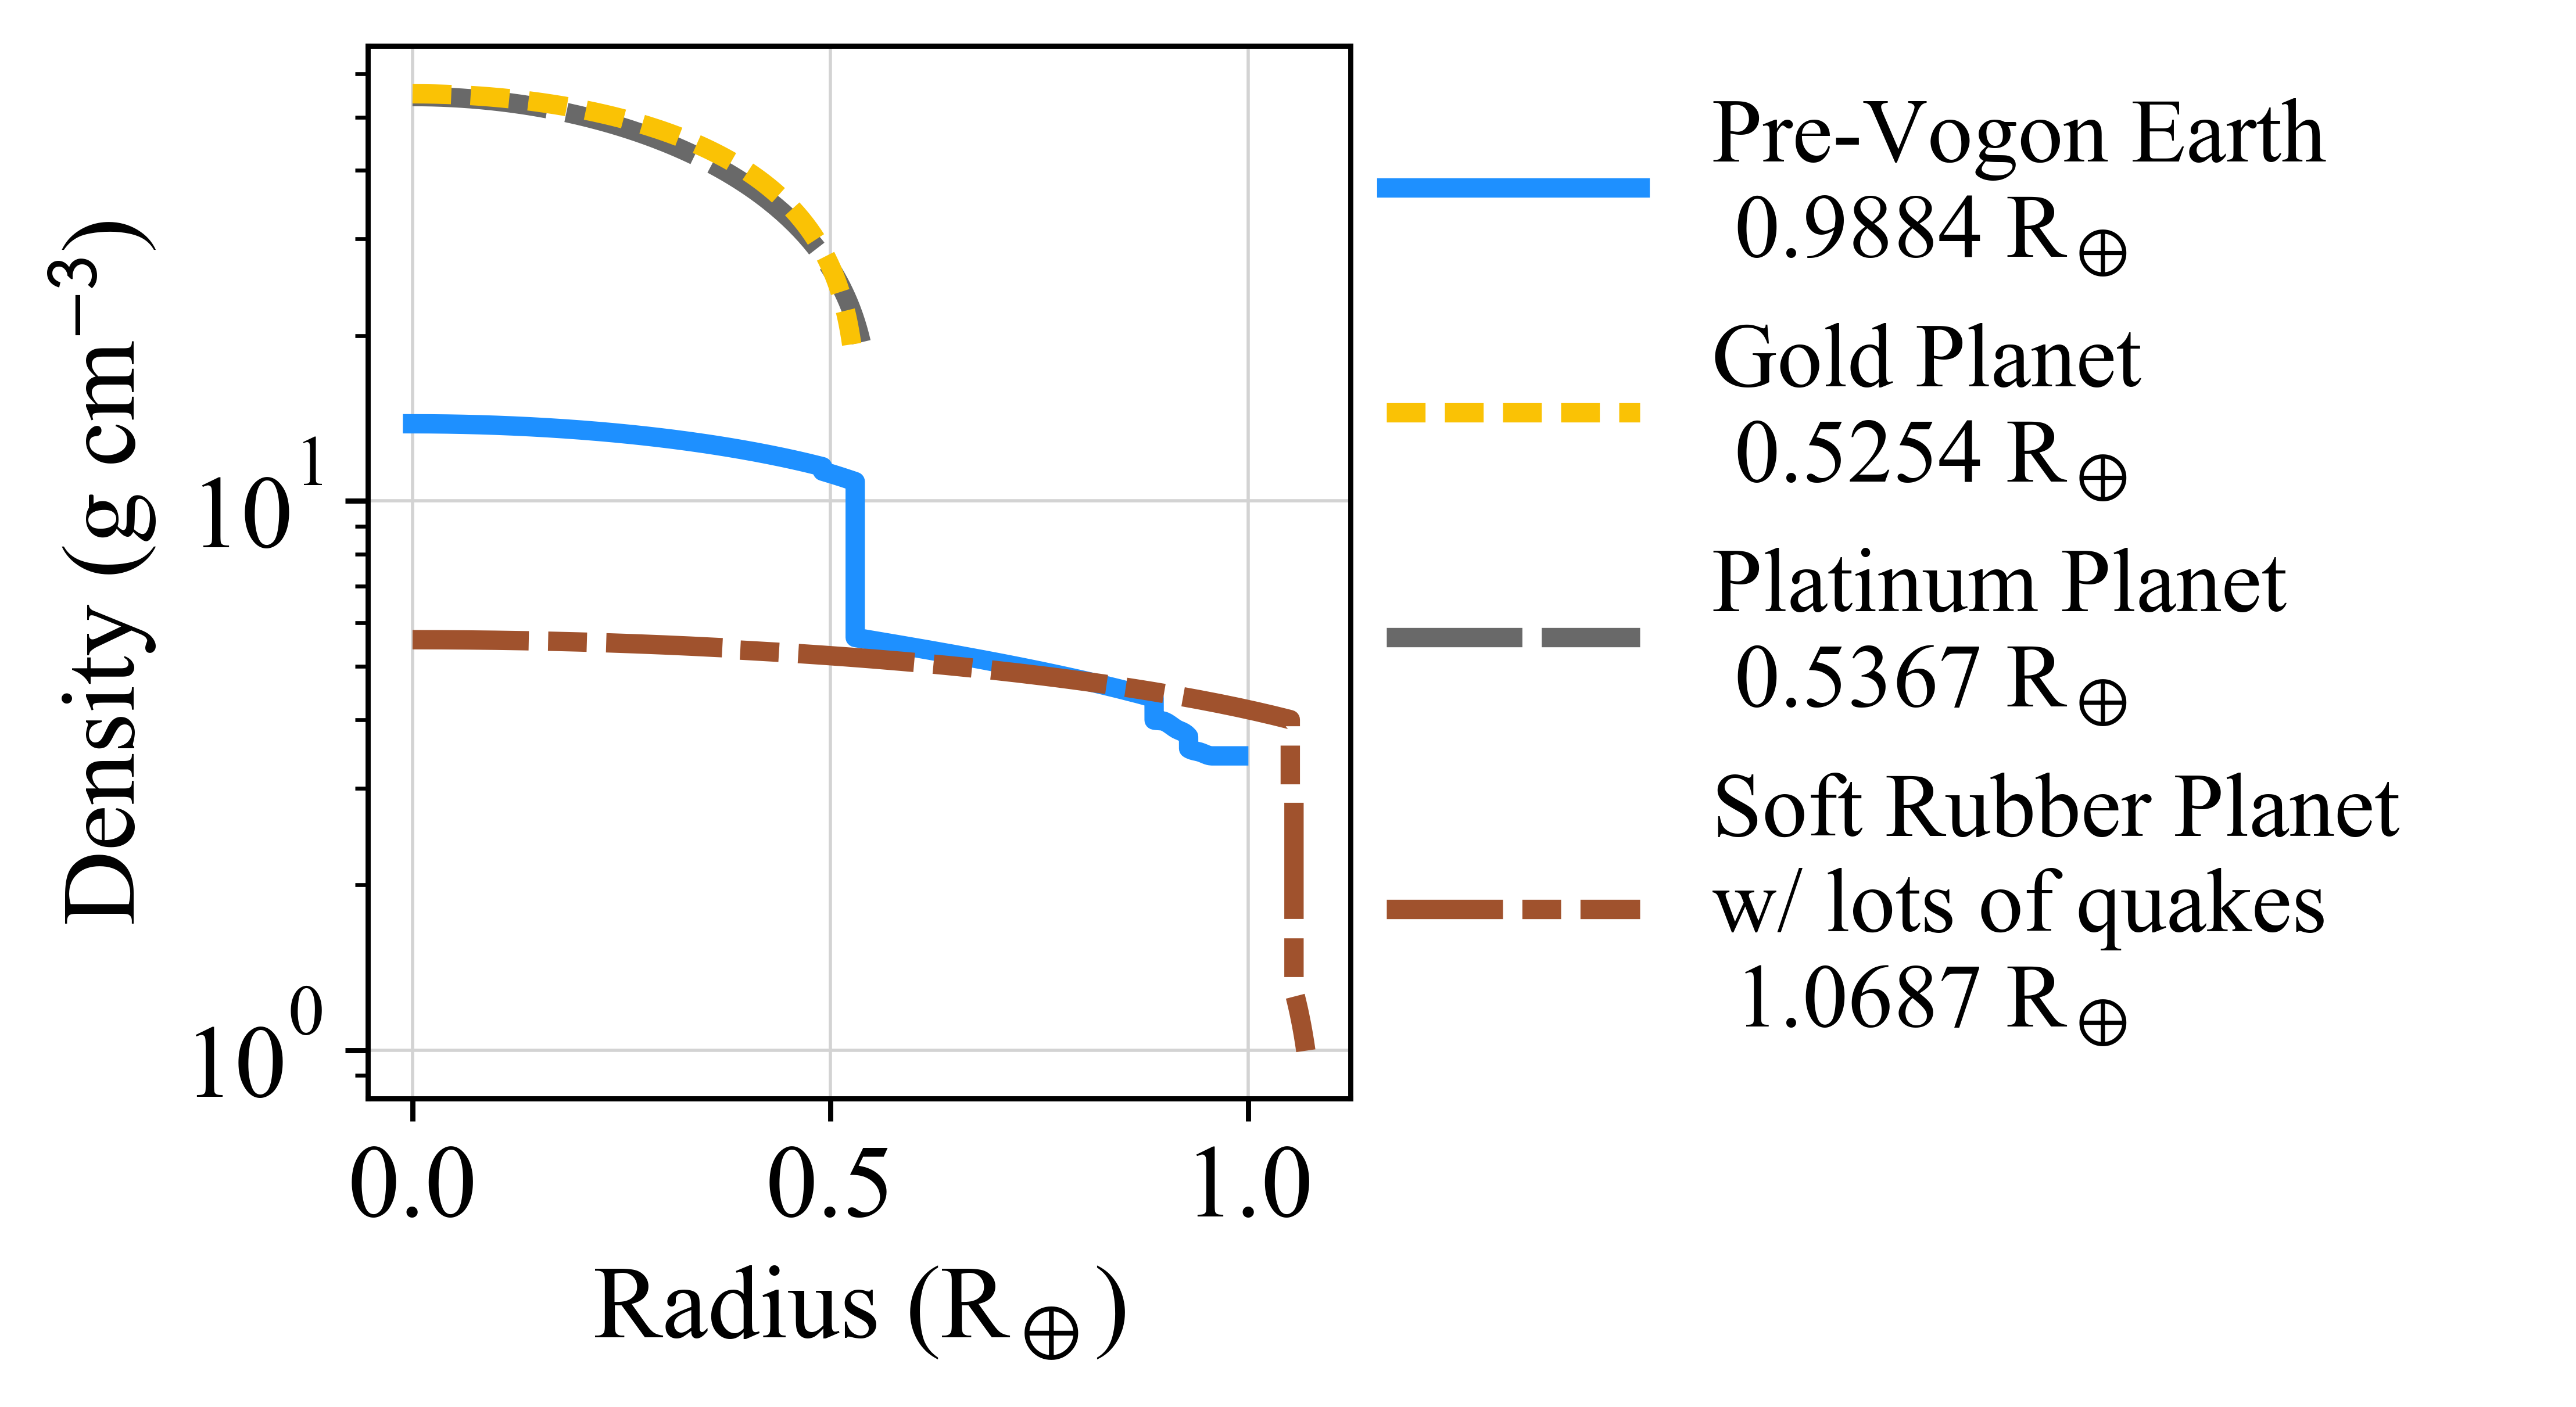 Density (g cm⁻³)
10¹
10⁰
0.0 0.5 1.0
Radius (R⊕)
Pre-Vogon Earth
0.9884 R⊕
Gold Planet
0.5254 R⊕
Platinum Planet
0.5367 R⊕
Soft Rubber Planet
w/ lots of quakes
1.0687 R⊕